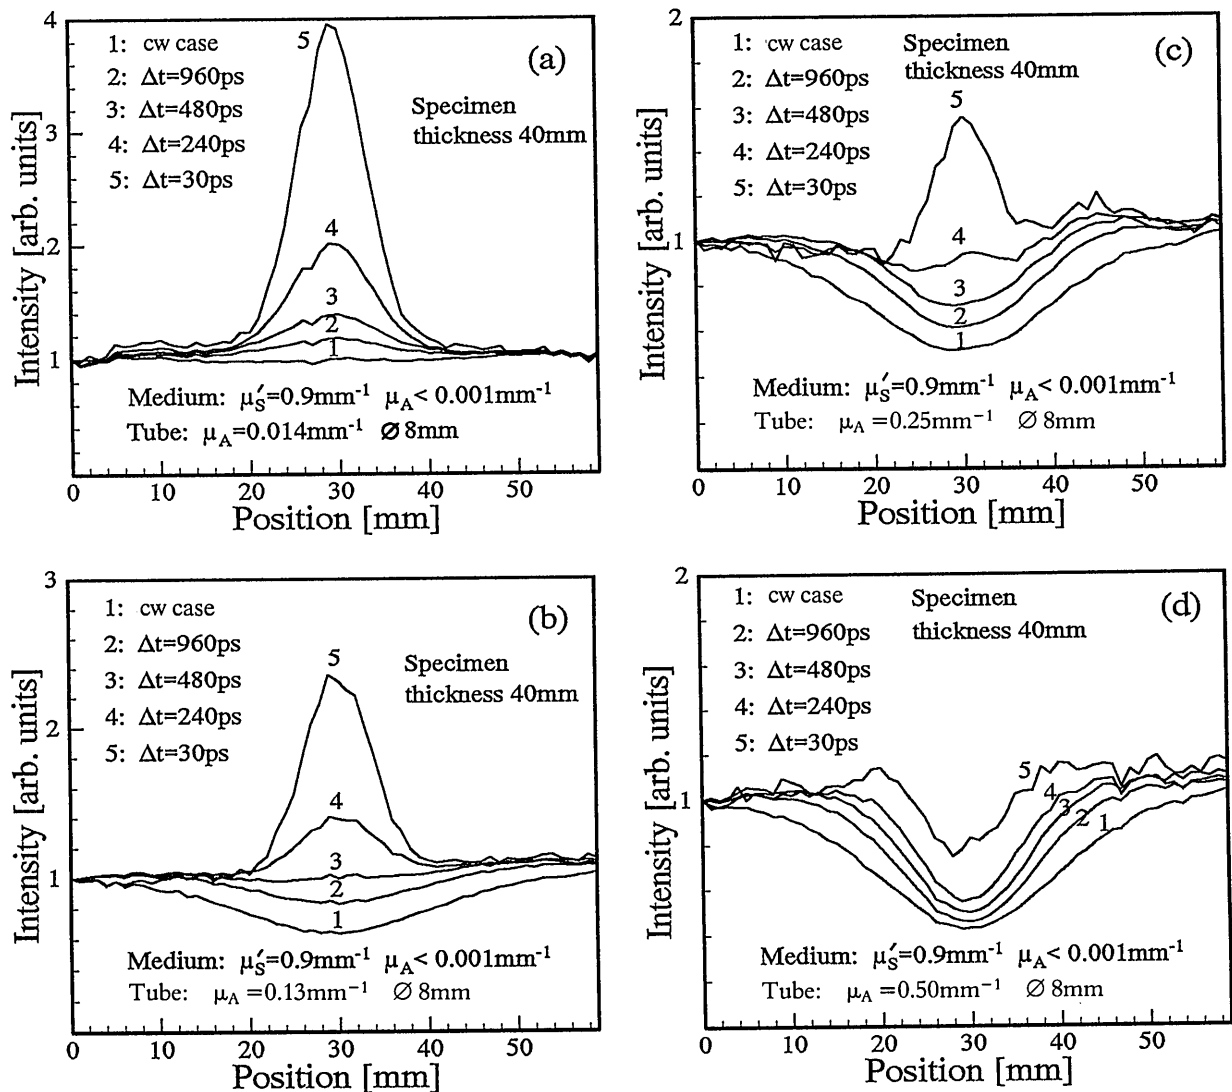 4
3
2
1
0 10 20 30 40 50
Intensity [arb. units]
Position [mm]
1: cw case
2: Δt=960ps
3: Δt=480ps
4: Δt=240ps
5: Δt=30ps
(a)
Specimen
thickness 40mm
5
4
3
2
1
Medium: μ′S=0.9mm⁻¹ μA< 0.001mm⁻¹
Tube: μA=0.014mm⁻¹ Ø 8mm
3
2
1
0 10 20 30 40 50
Intensity [arb. units]
Position [mm]
1: cw case
2: Δt=960ps
3: Δt=480ps
4: Δt=240ps
5: Δt=30ps
(b)
Specimen
thickness 40mm
5
4
3
2
1
Medium: μ′S=0.9mm⁻¹ μA< 0.001mm⁻¹
Tube: μA =0.13mm⁻¹ Ø 8mm
2
1
0 10 20 30 40 50
Intensity [arb. units]
Position [mm]
1: cw case
2: Δt=960ps
3: Δt=480ps
4: Δt=240ps
5: Δt=30ps
(c)
Specimen
thickness 40mm
5
4
3
2
1
Medium: μ′S=0.9mm⁻¹ μA< 0.001mm⁻¹
Tube: μA =0.25mm⁻¹ Ø 8mm
2
1
0 10 20 30 40 50
Intensity [arb. units]
Position [mm]
1: cw case
2: Δt=960ps
3: Δt=480ps
4: Δt=240ps
5: Δt=30ps
(d)
Specimen
thickness 40mm
5
4
3
2
1
Medium: μ′S=0.9mm⁻¹ μA< 0.001mm⁻¹
Tube: μA =0.50mm⁻¹ Ø 8mm